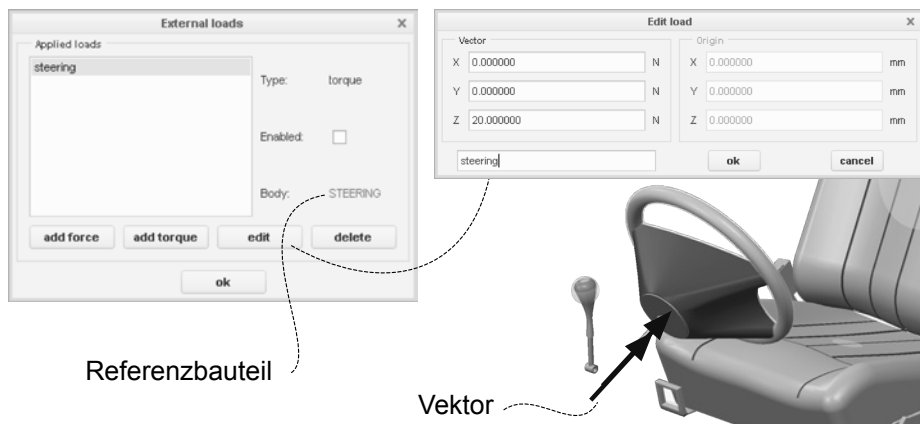 External loads x
Applied loads
steering
Type: torque
Enabled:
Body: STEERING
add force add torque edit delete
ok
Edit load x
Vector
X 0.000000 N
Y 0.000000 N
Z 20.000000 N
Origin
X 0.000000 mm
Y 0.000000 mm
Z 0.000000 mm
steering ok cancel
Referenzbauteil
Vektor